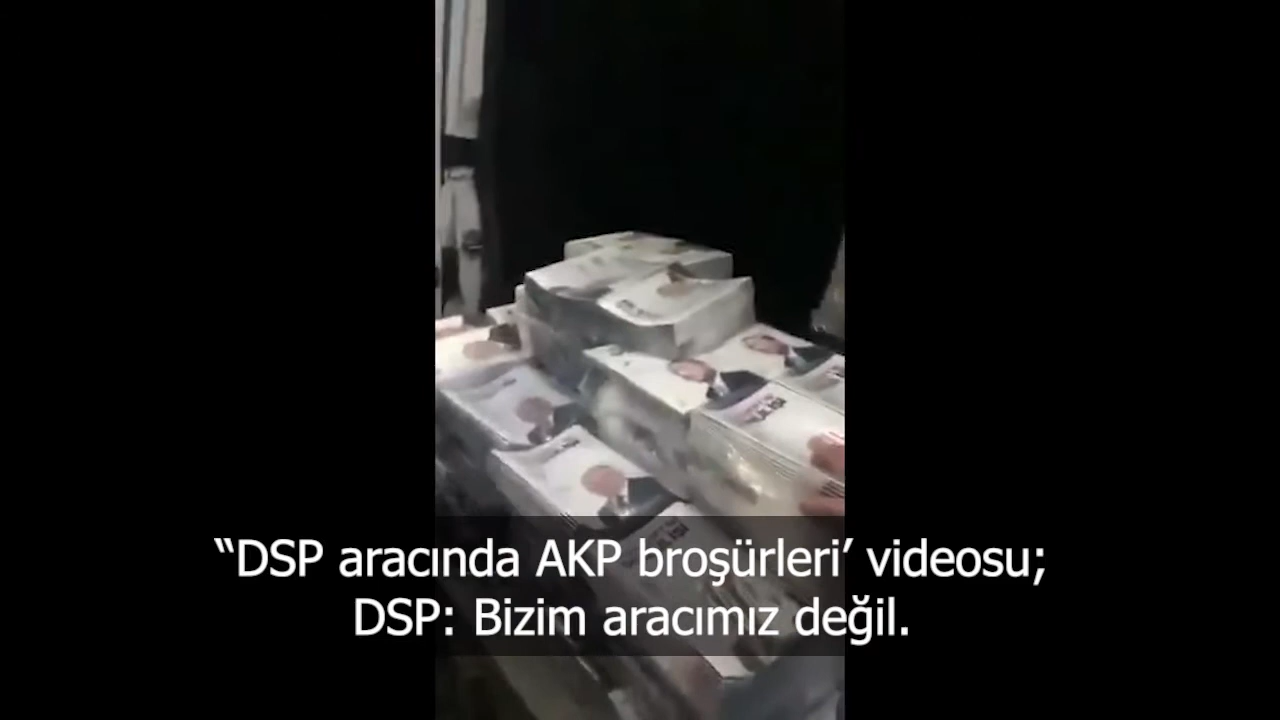 “DSP aracında AKP broşürleri’ videosu;
DSP: Bizim aracımız değil.